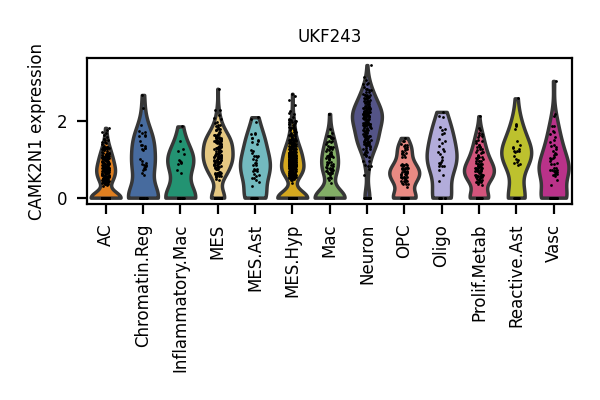 UKF243
CAMK2N1 expression
2
0
AC
Chromatin.Reg
Inflammatory.Mac
MES
MES.Ast
MES.Hyp
Mac
Neuron
OPC
Oligo
Prolif.Metab
Reactive.Ast
Vasc